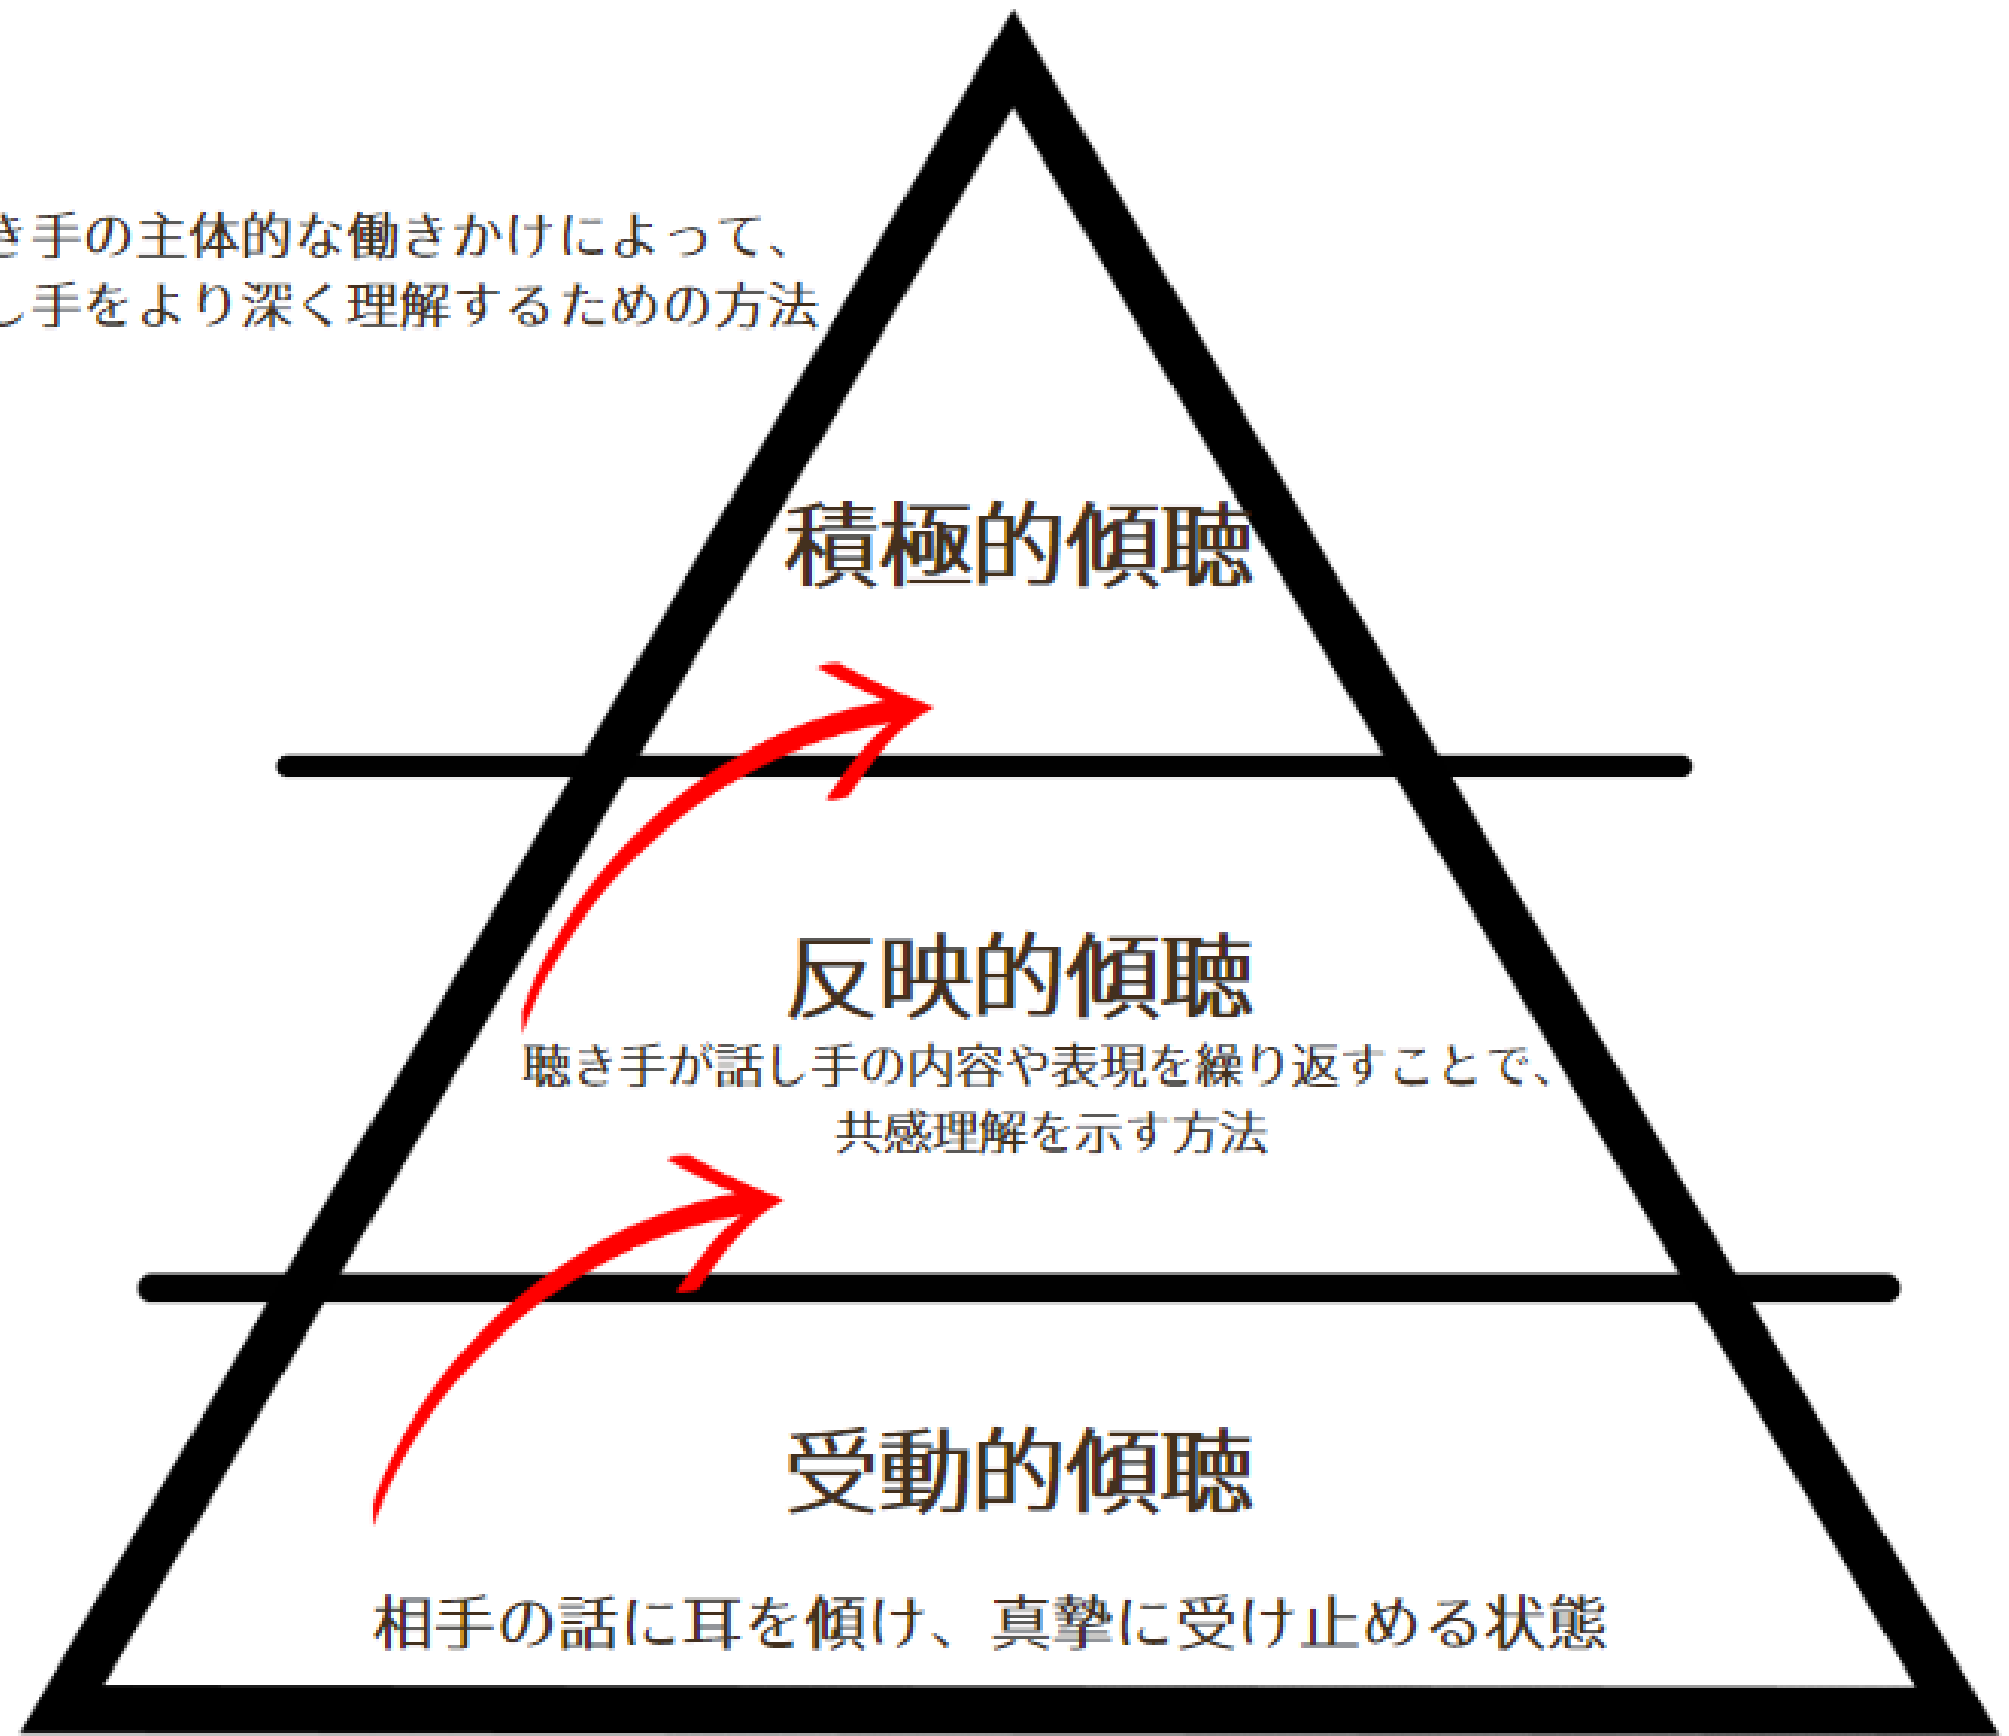 き手の主体的な働きかけによって、
し手をより深く理解するための方法
積極的傾聴
反映的傾聴
聴き手が話し手の内容や表現を繰り返すことで、
共感理解を示す方法
受動的傾聴
相手の話に耳を傾け、真摯に受け止める状態